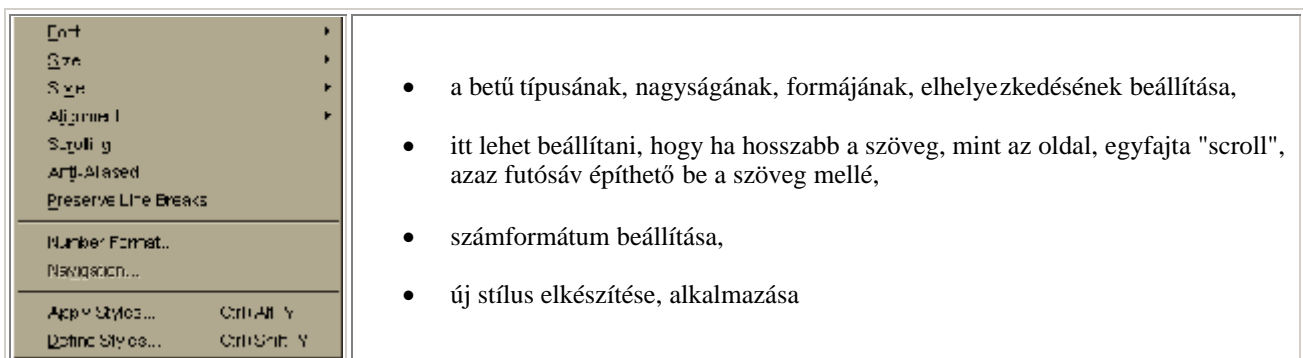 Font
Size
Style
Alignment
Scrolling
Anti-Aliased
Preserve Line Breaks
Number Format...
Navigation...
Apply Styles... Ctrl+Alt+Y
Define Styles... Ctrl+Shift+Y
• a betű típusának, nagyságának, formájának, elhelyezkedésének beállítása,
• itt lehet beállítani, hogy ha hosszabb a szöveg, mint az oldal, egyfajta "scroll",
azaz futósáv építhető be a szöveg mellé,
• számformátum beállítása,
• új stílus elkészítése, alkalmazása